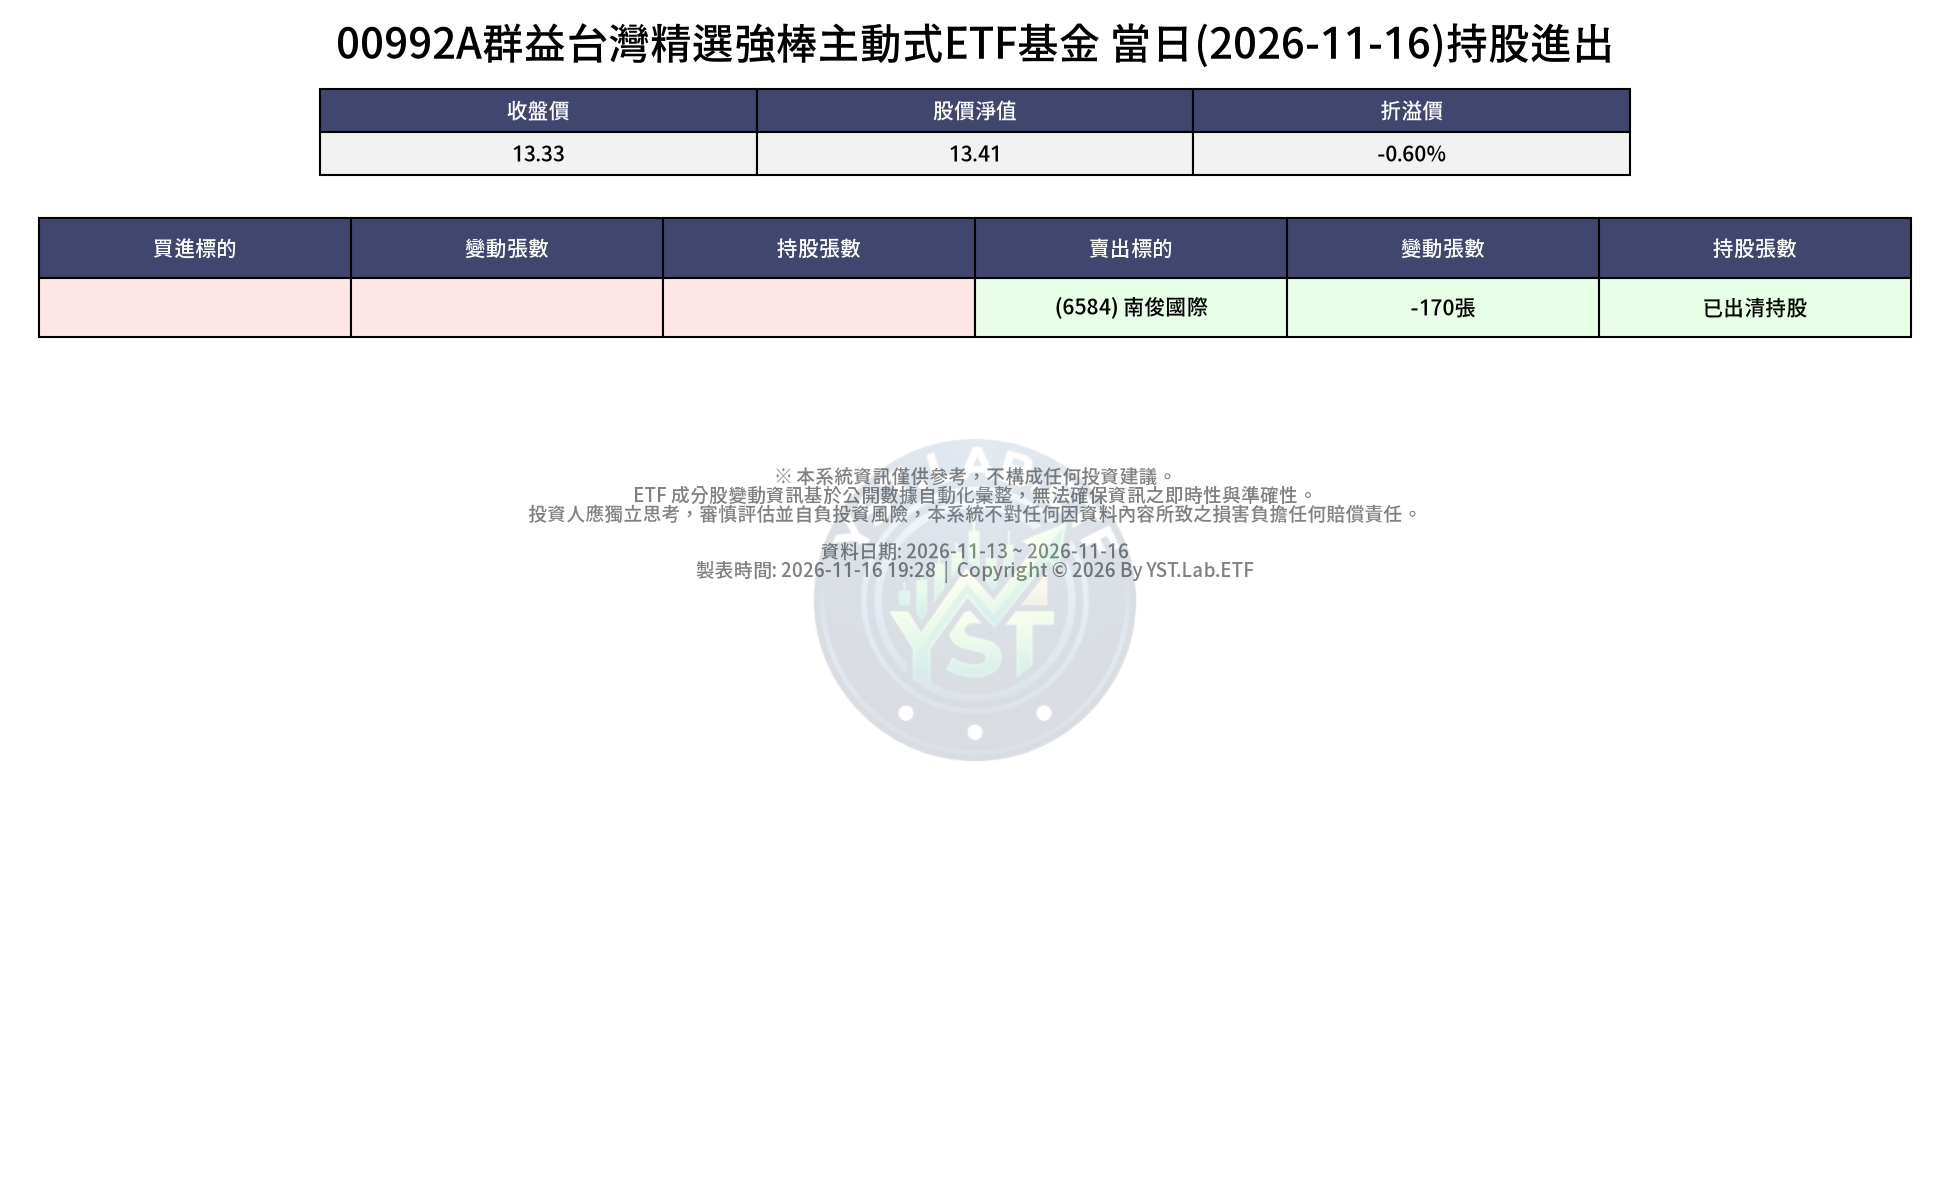 00992A群益台灣精選強棒主動式ETF基金 當日(2026-11-16)持股進出
收盤價 股價淨值 折溢價
13.33 13.41 -0.60%
買進標的 變動張數 持股張數 賣出標的 變動張數 持股張數
(6584) 南俊國際 -170張 已出清持股
※ 本系統資訊僅供參考，不構成任何投資建議。
ETF 成分股變動資訊基於公開數據自動化彙整，無法確保資訊之即時性與準確性。
投資人應獨立思考，審慎評估並自負投資風險，本系統不對任何因資料內容所致之損害負擔任何賠償責任。
資料日期: 2026-11-13 ~ 2026-11-16
製表時間: 2026-11-16 19:28 | Copyright © 2026 By YST.Lab.ETF
YST